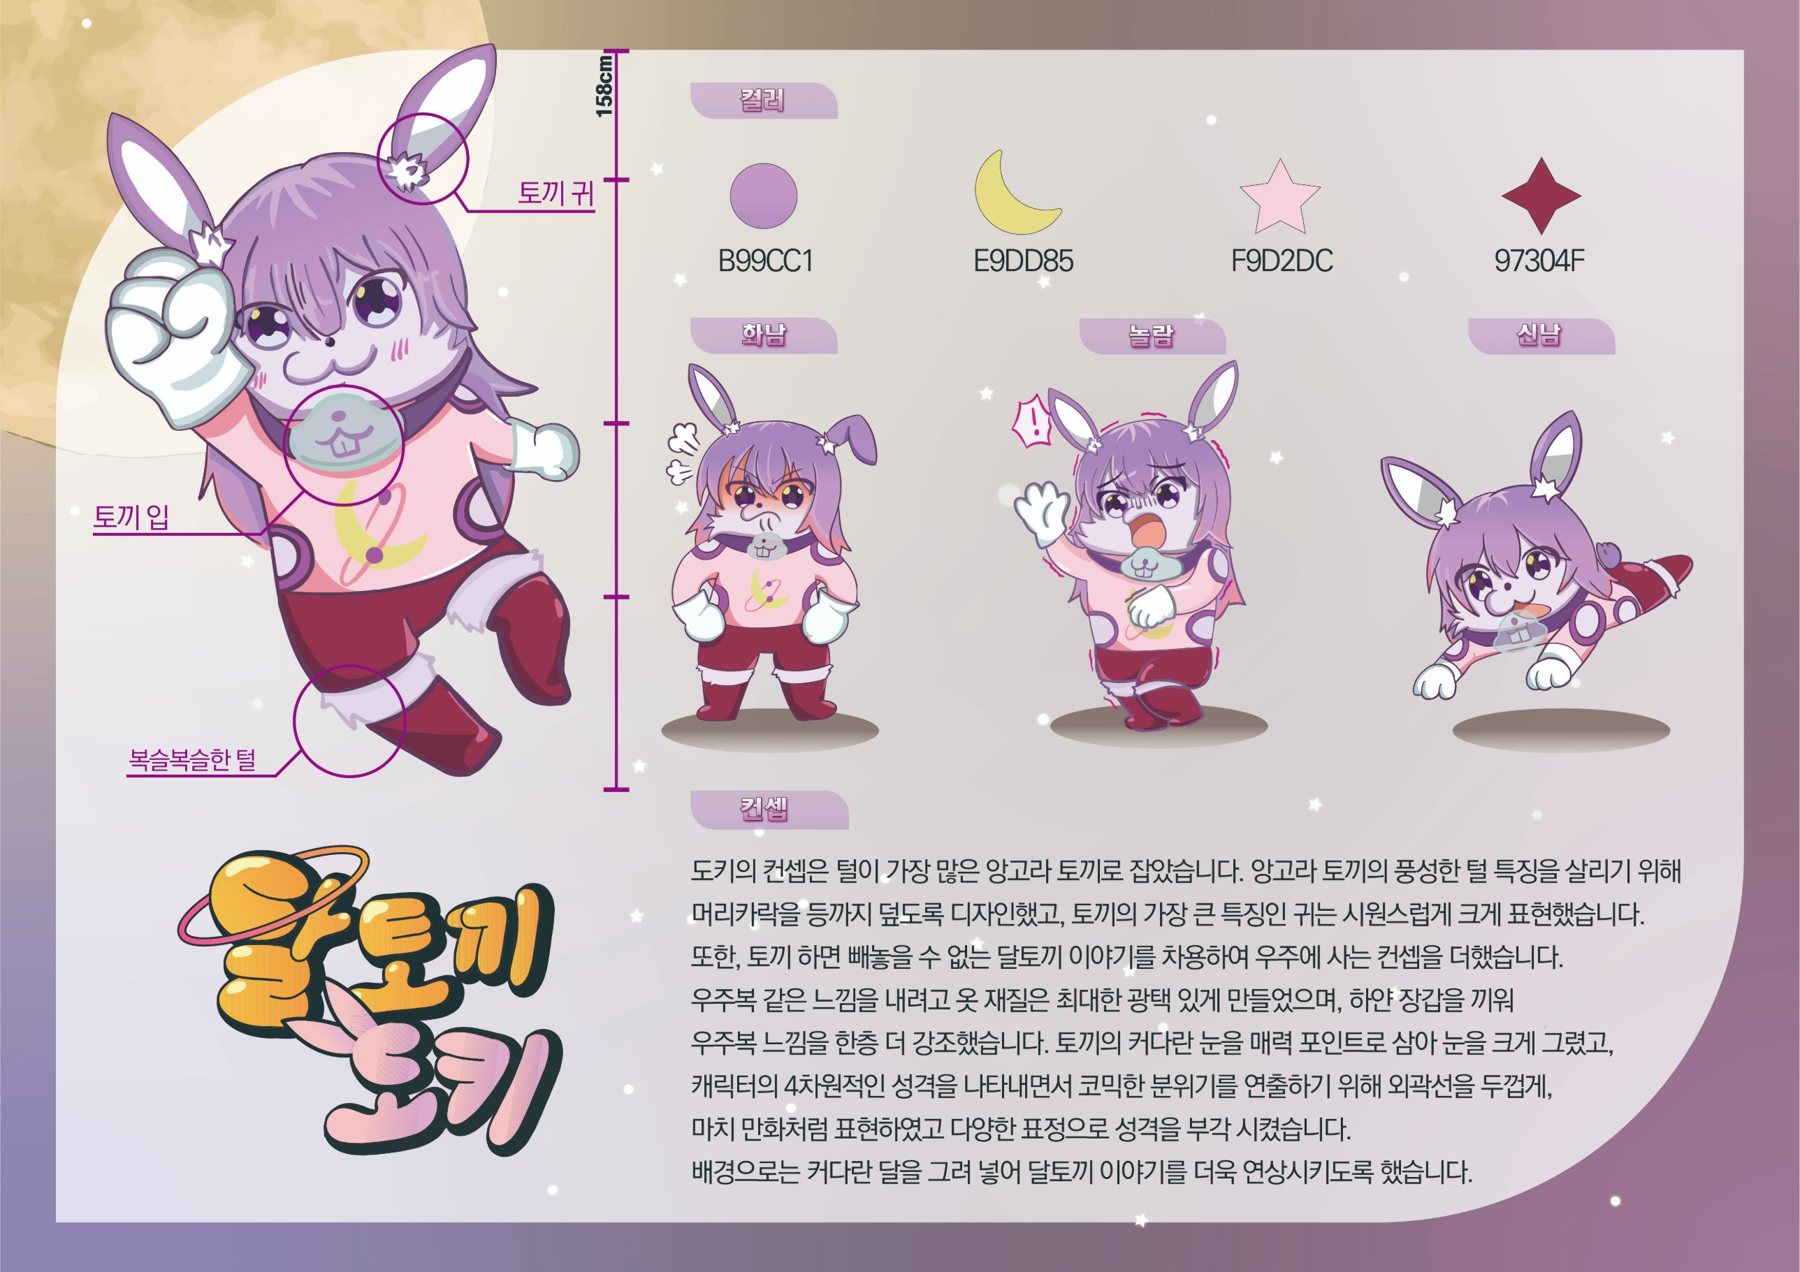 158cm
토끼 귀
토끼 입
복슬복슬한 털
달토끼
도키
컬러
B99CC1
E9DD85
F9D2DC
97304F
화남
놀람
!
신남
컨셉
도키의 컨셉은 털이 가장 많은 앙고라 토끼로 잡았습니다. 앙고라 토끼의 풍성한 털 특징을 살리기 위해
머리카락을 등까지 덮도록 디자인했고, 토끼의 가장 큰 특징인 귀는 시원스럽게 크게 표현했습니다.
또한, 토끼 하면 빼놓을 수 없는 달토끼 이야기를 차용하여 우주에 사는 컨셉을 더했습니다.
우주복 같은 느낌을 내려고 옷 재질은 최대한 광택 있게 만들었으며, 하얀 장갑을 끼워
우주복 느낌을 한층 더 강조했습니다. 토끼의 커다란 눈을 매력 포인트로 삼아 눈을 크게 그렸고,
캐릭터의 4차원적인 성격을 나타내면서 코믹한 분위기를 연출하기 위해 외곽선을 두껍게,
마치 만화처럼 표현하였고 다양한 표정으로 성격을 부각 시켰습니다.
배경으로는 커다란 달을 그려 넣어 달토끼 이야기를 더욱 연상시키도록 했습니다.